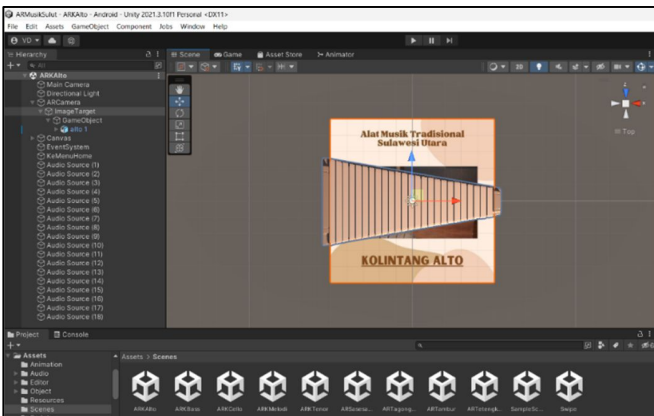 ARMusikSulut - ARKAlto - Android - Unity 2021.3.10f1 Personal <DX11>
File Edit Assets GameObject Component Jobs Window Help
VD
Hierarchy
Scene Game Asset Store Animator
All
2D
ARKAlto
Main Camera
Directional Light
ARCamera
ImageTarget
GameObject
alto 1
Canvas
EventSystem
KeMenuHome
Audio Source (1)
Audio Source (2)
Audio Source (3)
Audio Source (4)
Audio Source (5)
Audio Source (6)
Audio Source (7)
Audio Source (8)
Audio Source (9)
Audio Source (10)
Audio Source (11)
Audio Source (12)
Audio Source (13)
Audio Source (14)
Audio Source (15)
Audio Source (16)
Audio Source (17)
Audio Source (18)
Top
Alat Musik Tradisional
Sulawesi Utara
KOLINTANG ALTO
Project Console
Assets
Animation
Audio
Editor
Object
Resources
Scenes
Assets > Scenes
ARKAlto ARKBass ARKCello ARKMelodi ARKTenor ARTambur SampleSc... Swipe